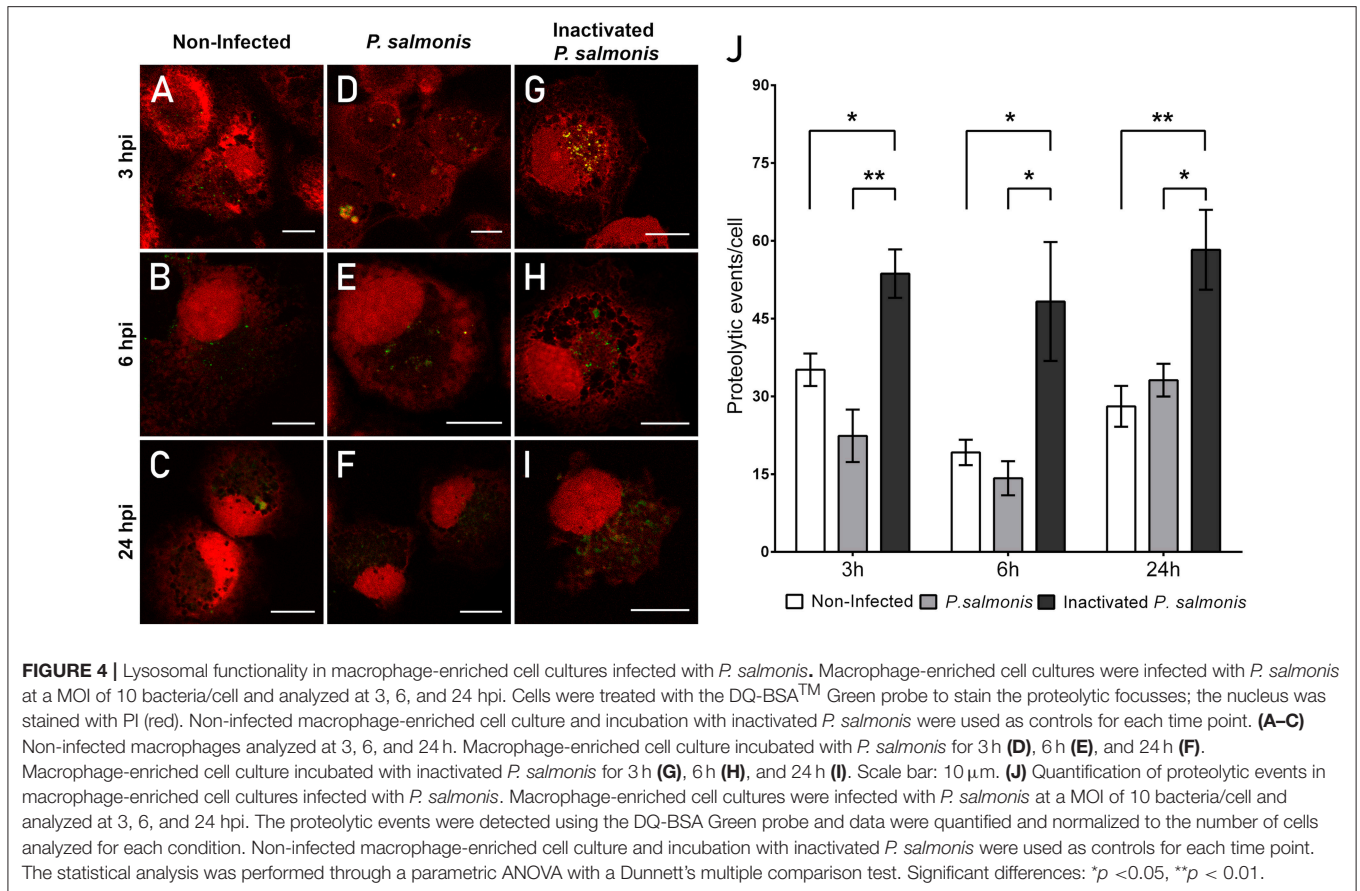 Non-Infected
P. salmonis
Inactivated
P. salmonis
3 hpi
6 hpi
24 hpi
A
D
G
B
E
H
C
F
I
J
Proteolytic events/cell
90
75
60
45
30
15
0
*
**
*
*
**
*
3h
6h
24h
Non-Infected
P.salmonis
Inactivated P. salmonis
FIGURE 4 | Lysosomal functionality in macrophage-enriched cell cultures infected with P. salmonis. Macrophage-enriched cell cultures were infected with P. salmonis
at a MOI of 10 bacteria/cell and analyzed at 3, 6, and 24 hpi. Cells were treated with the DQ-BSA™ Green probe to stain the proteolytic focusses; the nucleus was
stained with PI (red). Non-infected macrophage-enriched cell culture and incubation with inactivated P. salmonis were used as controls for each time point. (A–C)
Non-infected macrophages analyzed at 3, 6, and 24 h. Macrophage-enriched cell culture incubated with P. salmonis for 3 h (D), 6 h (E), and 24 h (F).
Macrophage-enriched cell culture incubated with inactivated P. salmonis for 3 h (G), 6 h (H), and 24 h (I). Scale bar: 10 μm. (J) Quantification of proteolytic events in
macrophage-enriched cell cultures infected with P. salmonis. Macrophage-enriched cell cultures were infected with P. salmonis at a MOI of 10 bacteria/cell and
analyzed at 3, 6, and 24 hpi. The proteolytic events were detected using the DQ-BSA Green probe and data were quantified and normalized to the number of cells
analyzed for each condition. Non-infected macrophage-enriched cell culture and incubation with inactivated P. salmonis were used as controls for each time point.
The statistical analysis was performed through a parametric ANOVA with a Dunnett's multiple comparison test. Significant differences: *p <0.05, **p < 0.01.